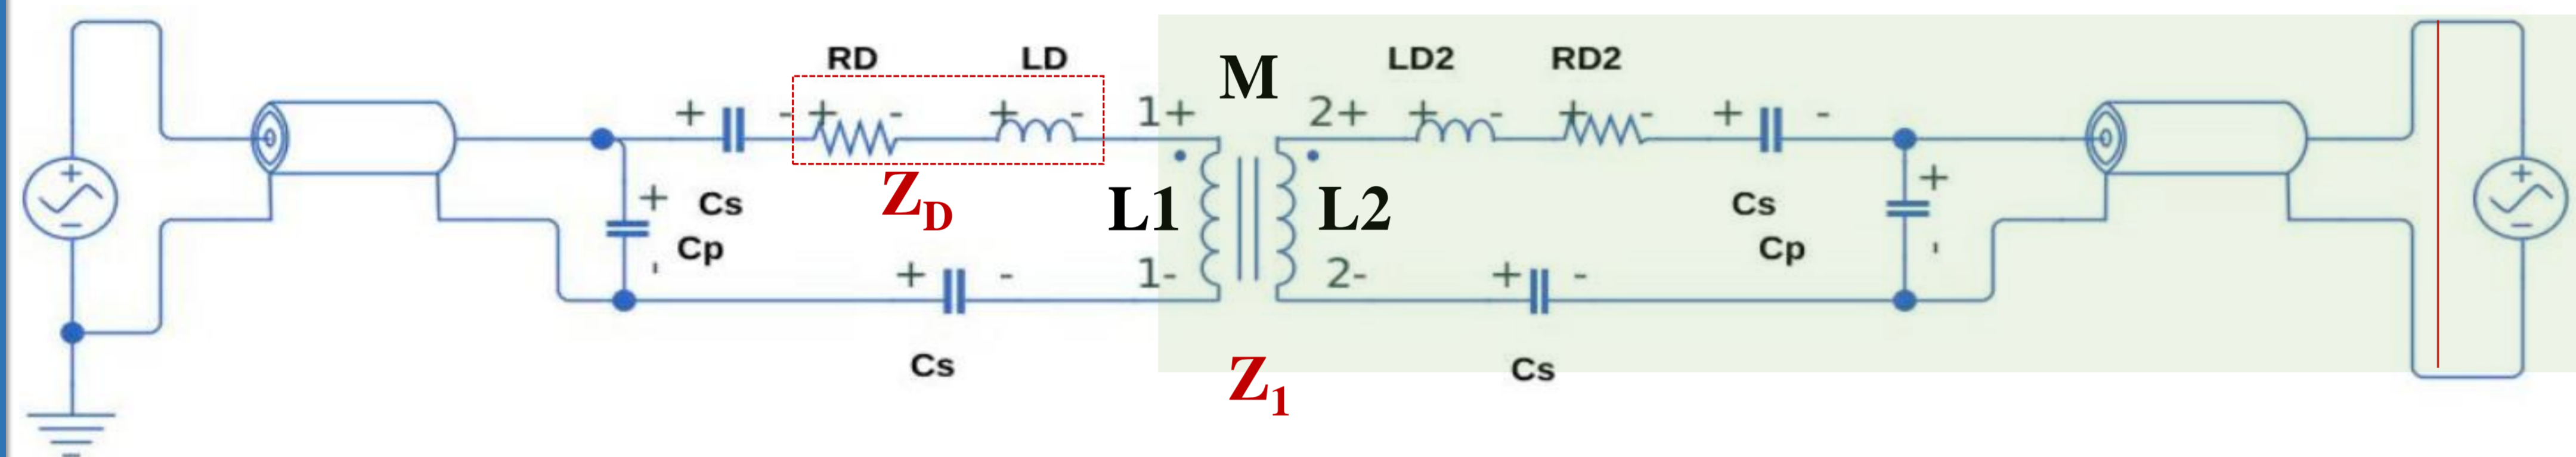 RD LD M LD2 RD2
+ - + - + - 1+ 2+ + - + - + -
+ Cs ZD L1 L2 Cs +
- Cp Cp -
+ - 1- 2- + -
Cs Z1 Cs